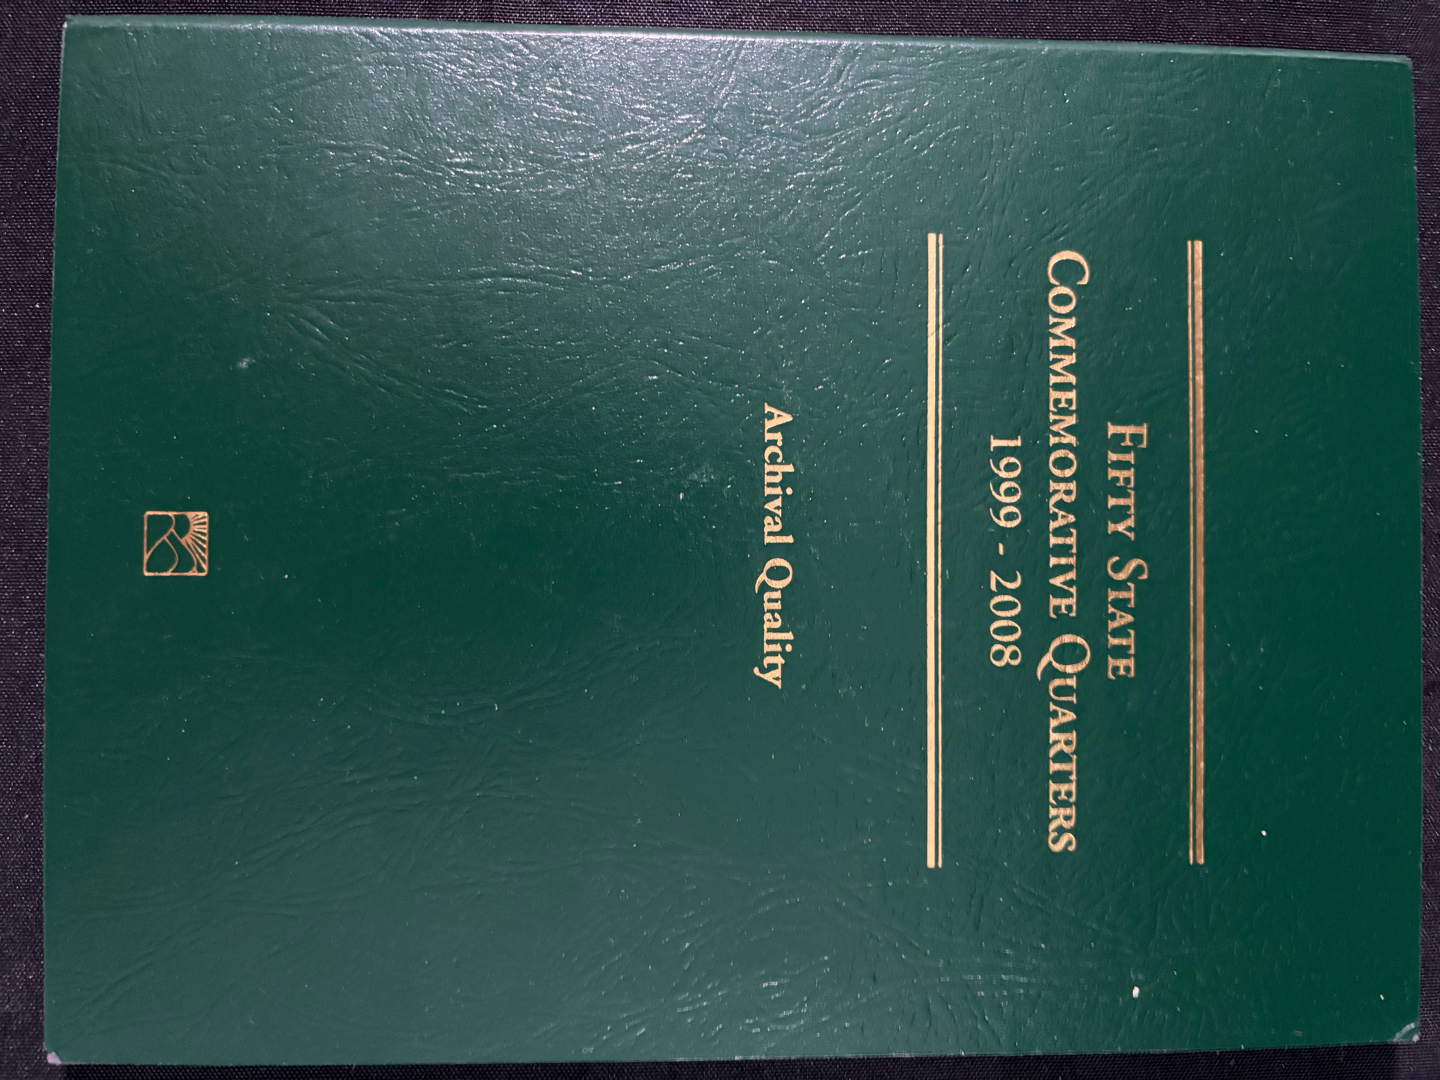 FIFTY STATE
COMMEMORATIVE QUARTERS
1999 - 2008
Archival Quality